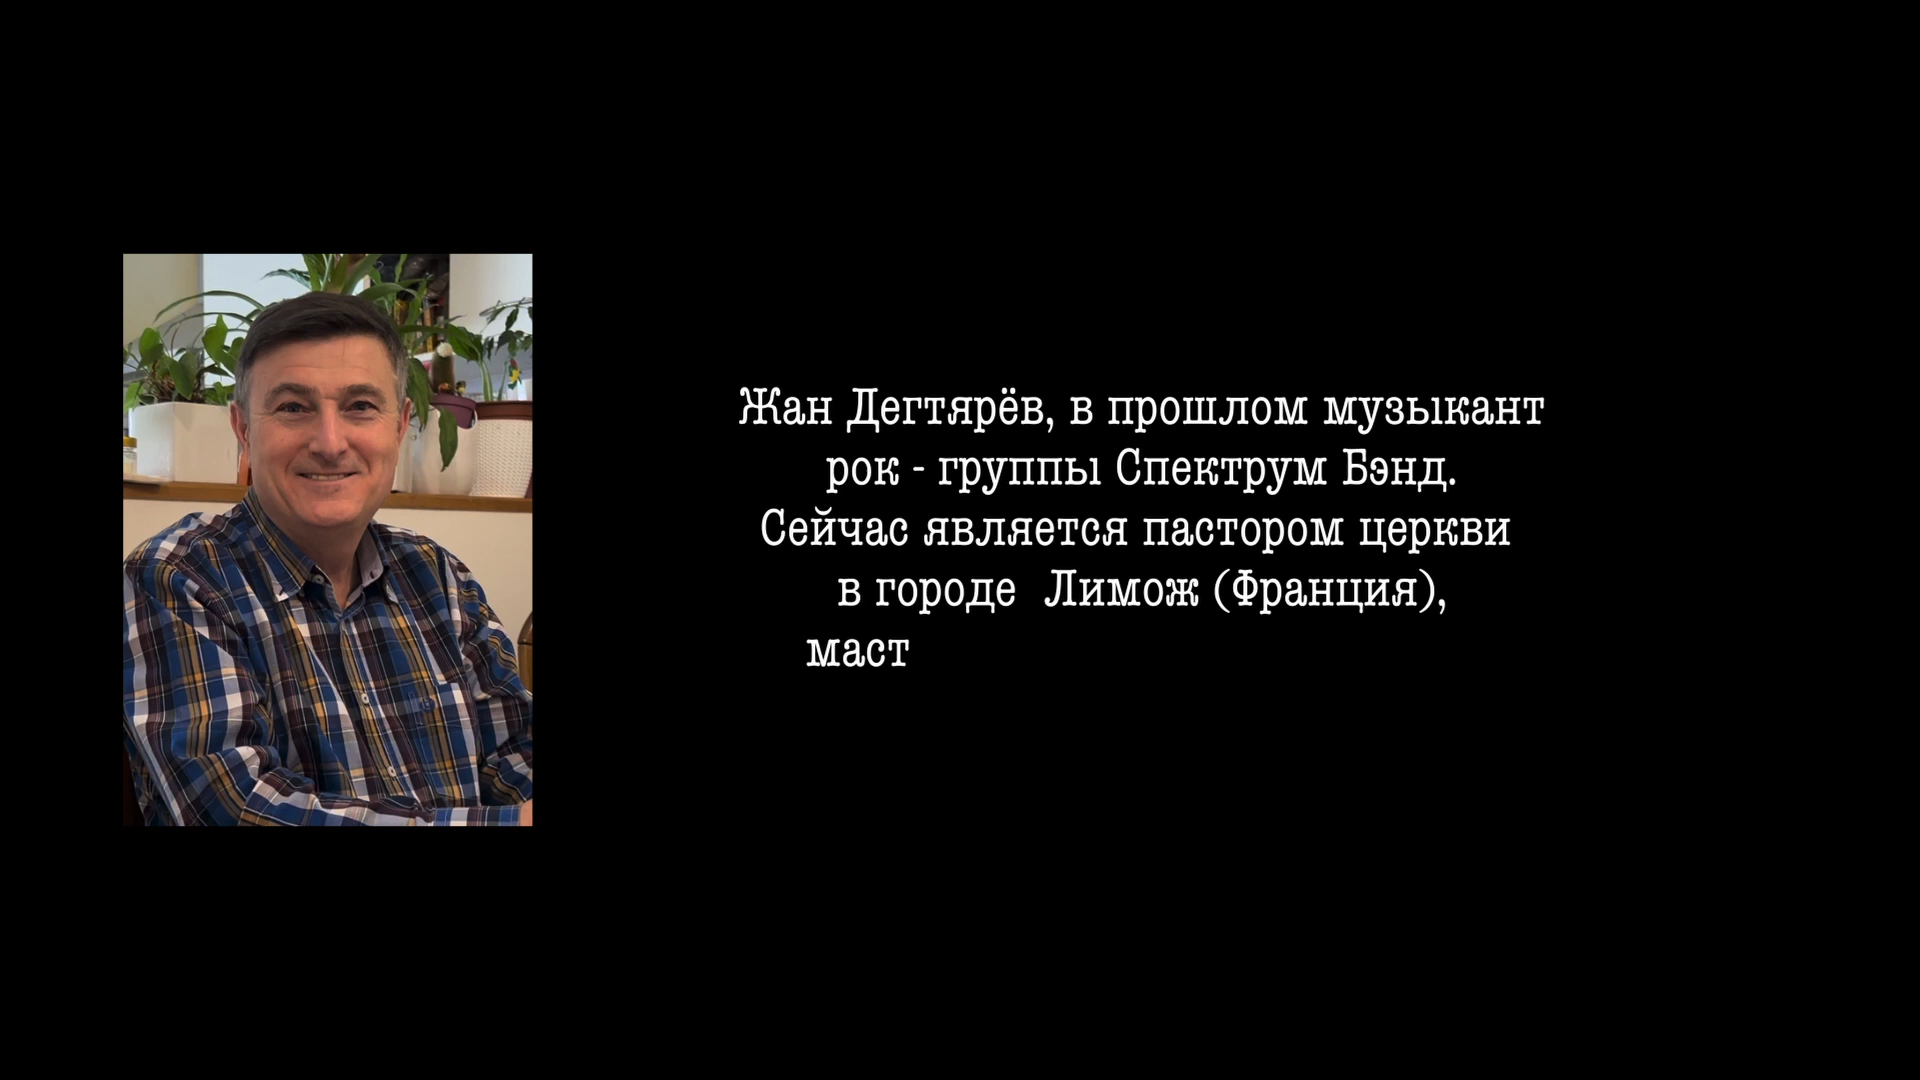 Жан Дегтярёв, в прошлом музыкант
рок - группы Спектрум Бэнд.
Сейчас является пастором церкви
в городе  Лимож (Франция),
маст